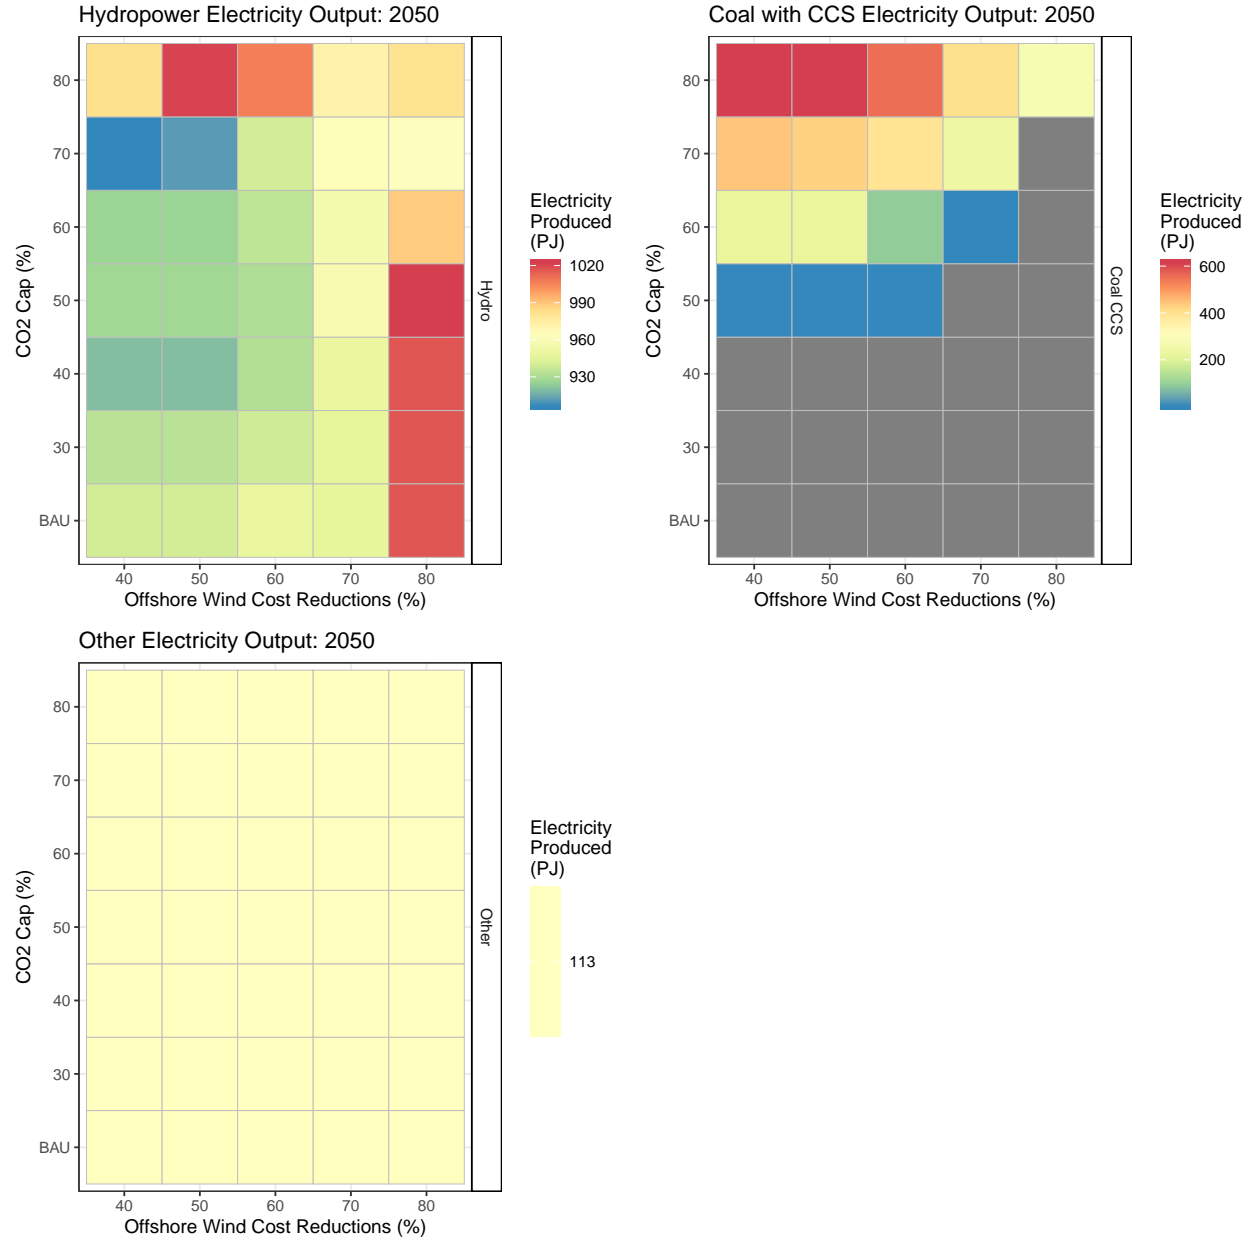 Hydropower Electricity Output: 2050
80
70
60
50
40
30
BAU
CO2 Cap (%)
40 50 60 70 80
Offshore Wind Cost Reductions (%)
Hydro
Electricity
Produced
(PJ)
1020
990
960
930
Coal with CCS Electricity Output: 2050
80
70
60
50
40
30
BAU
CO2 Cap (%)
40 50 60 70 80
Offshore Wind Cost Reductions (%)
Coal CCS
Electricity
Produced
(PJ)
600
400
200
Other Electricity Output: 2050
80
70
60
50
40
30
BAU
CO2 Cap (%)
40 50 60 70 80
Offshore Wind Cost Reductions (%)
Other
Electricity
Produced
(PJ)
113